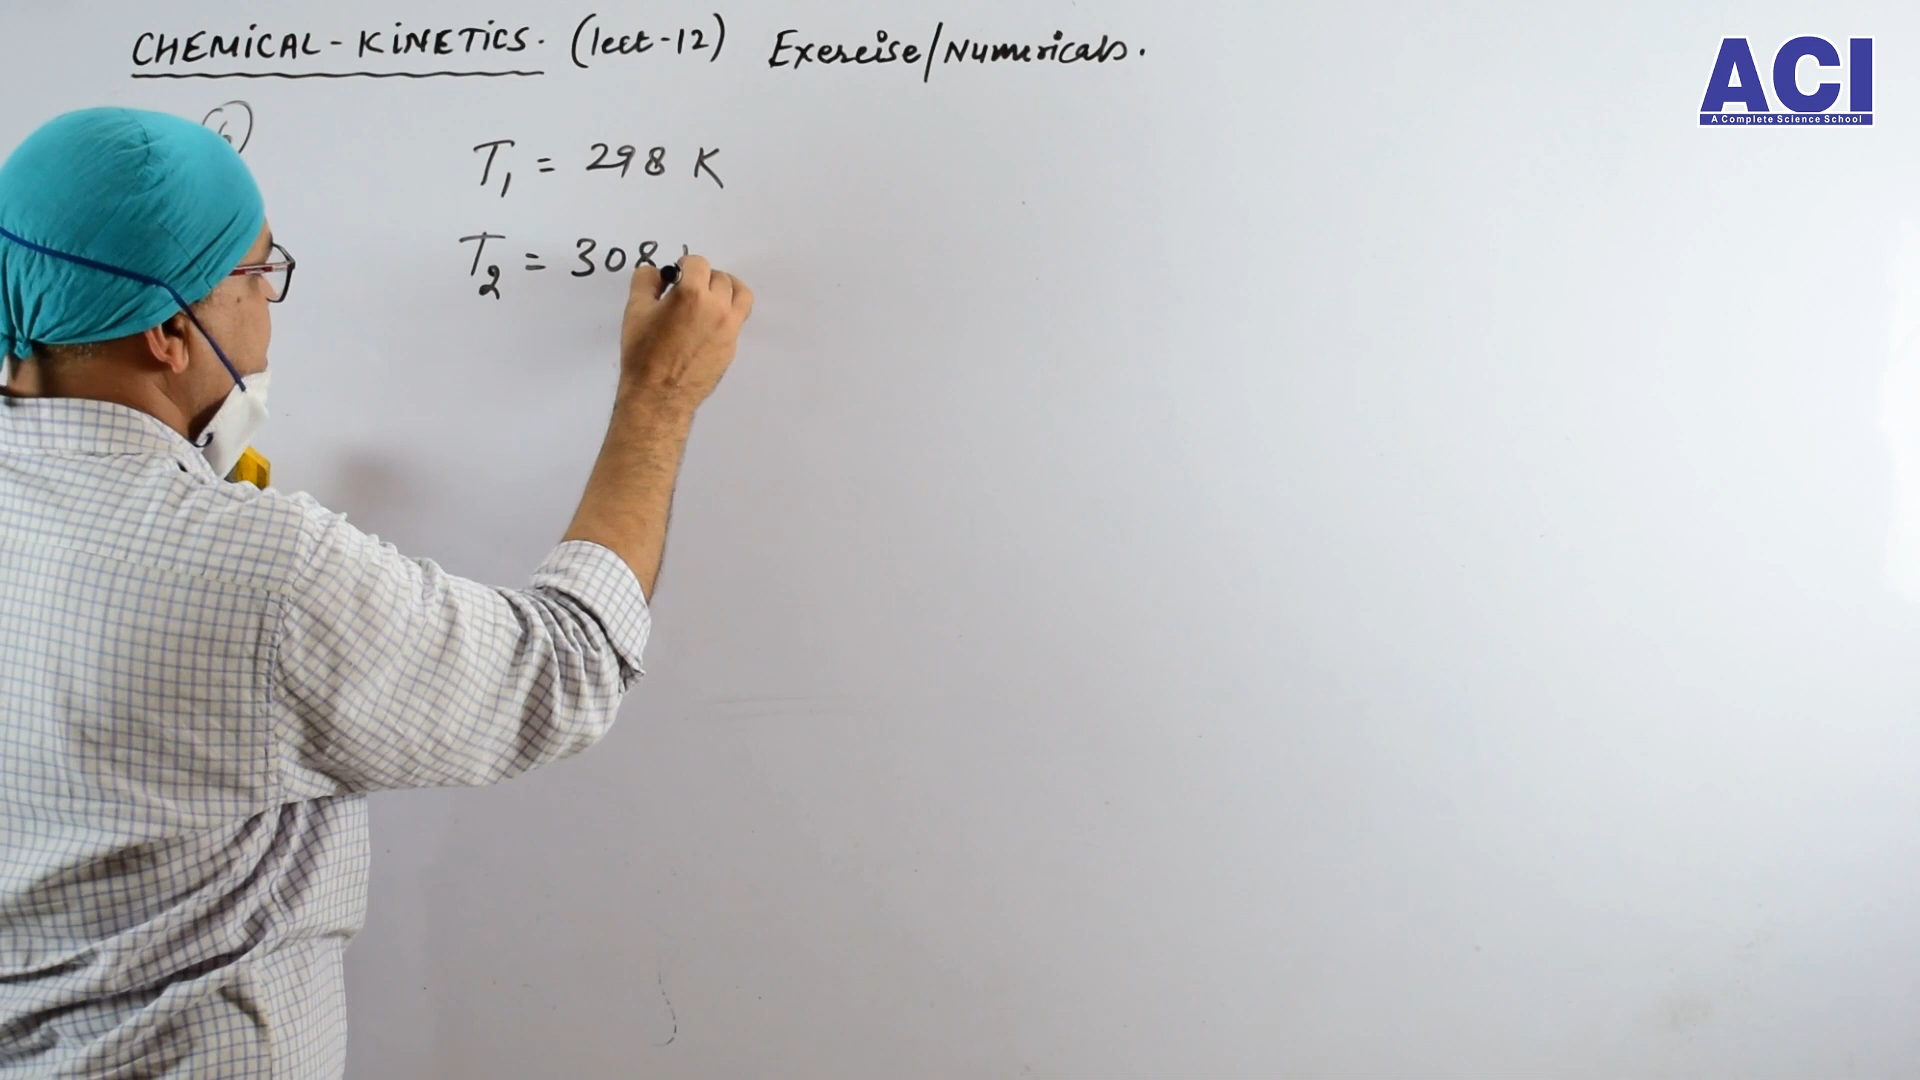 CHEMICAL-KINETICS. (lect-12) Exercise/Numericals.
ACI
A Complete Science School
T₁ = 298 K
T₂ = 308